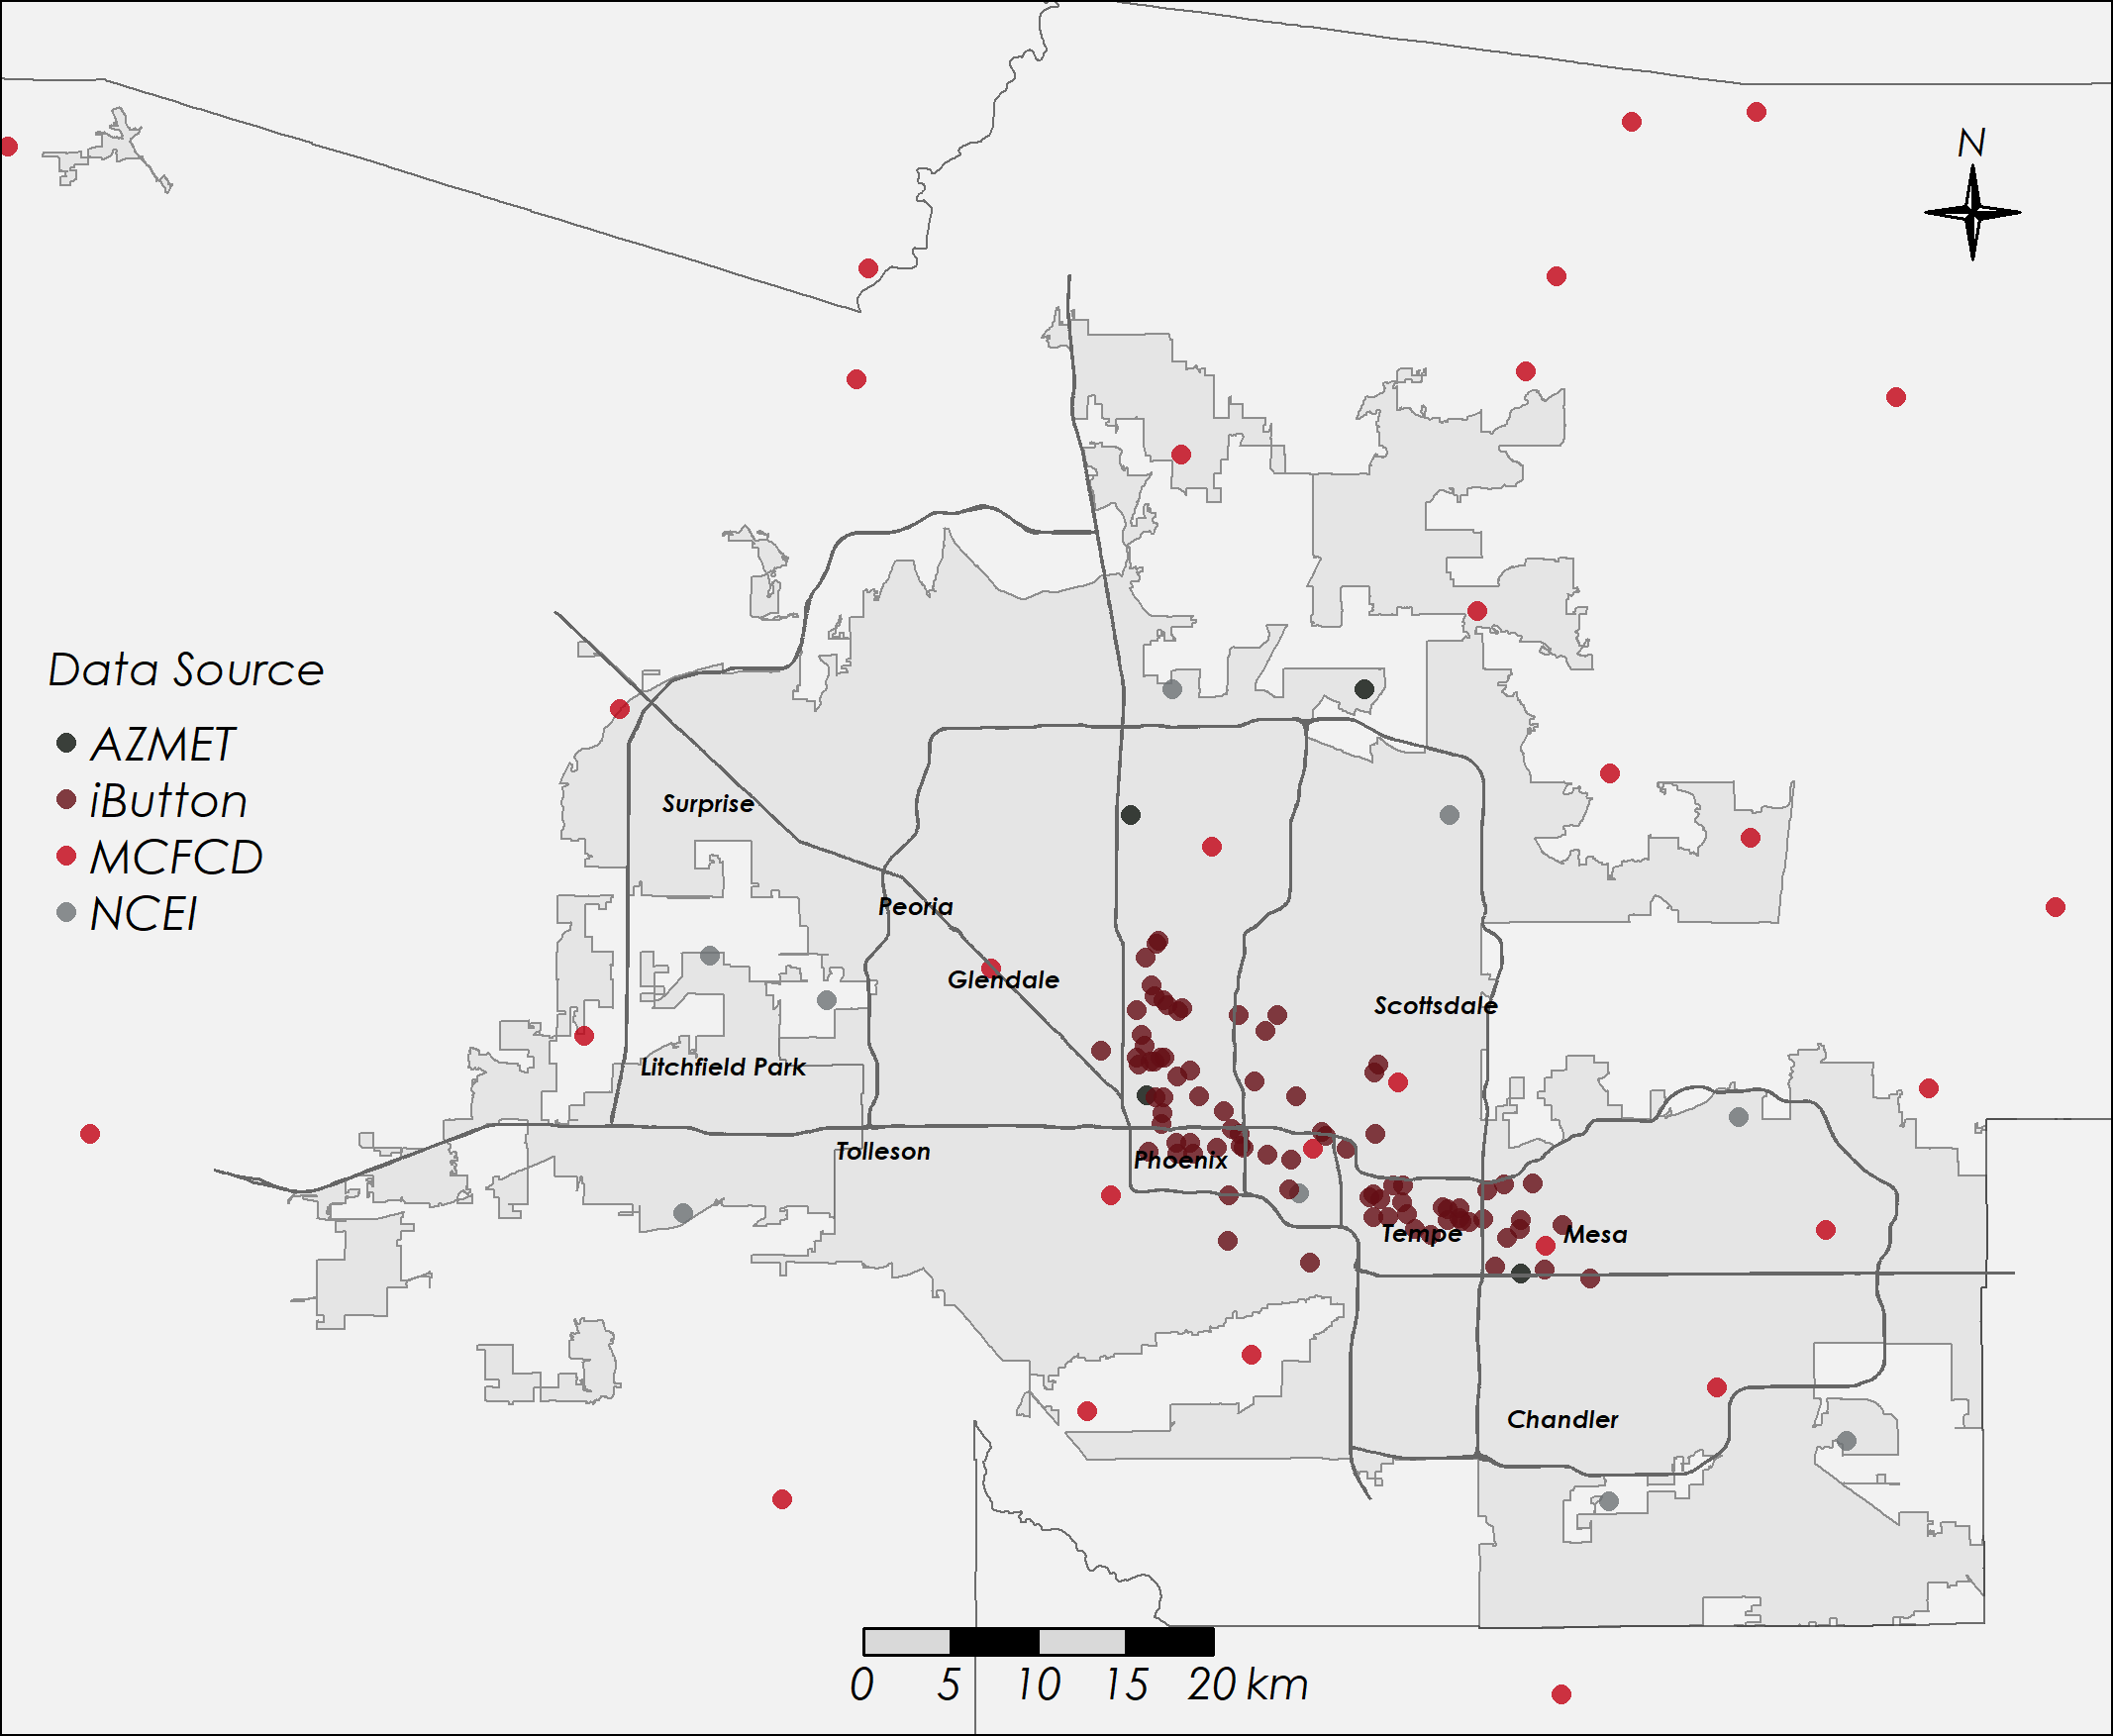 N
Data Source
AZMET
iButton
MCFCD
NCEI
Surprise
Peoria
Glendale
Scottsdale
Litchfield Park
Tolleson
Phoenix
Tempe
Mesa
Chandler
0 5 10 15 20 km